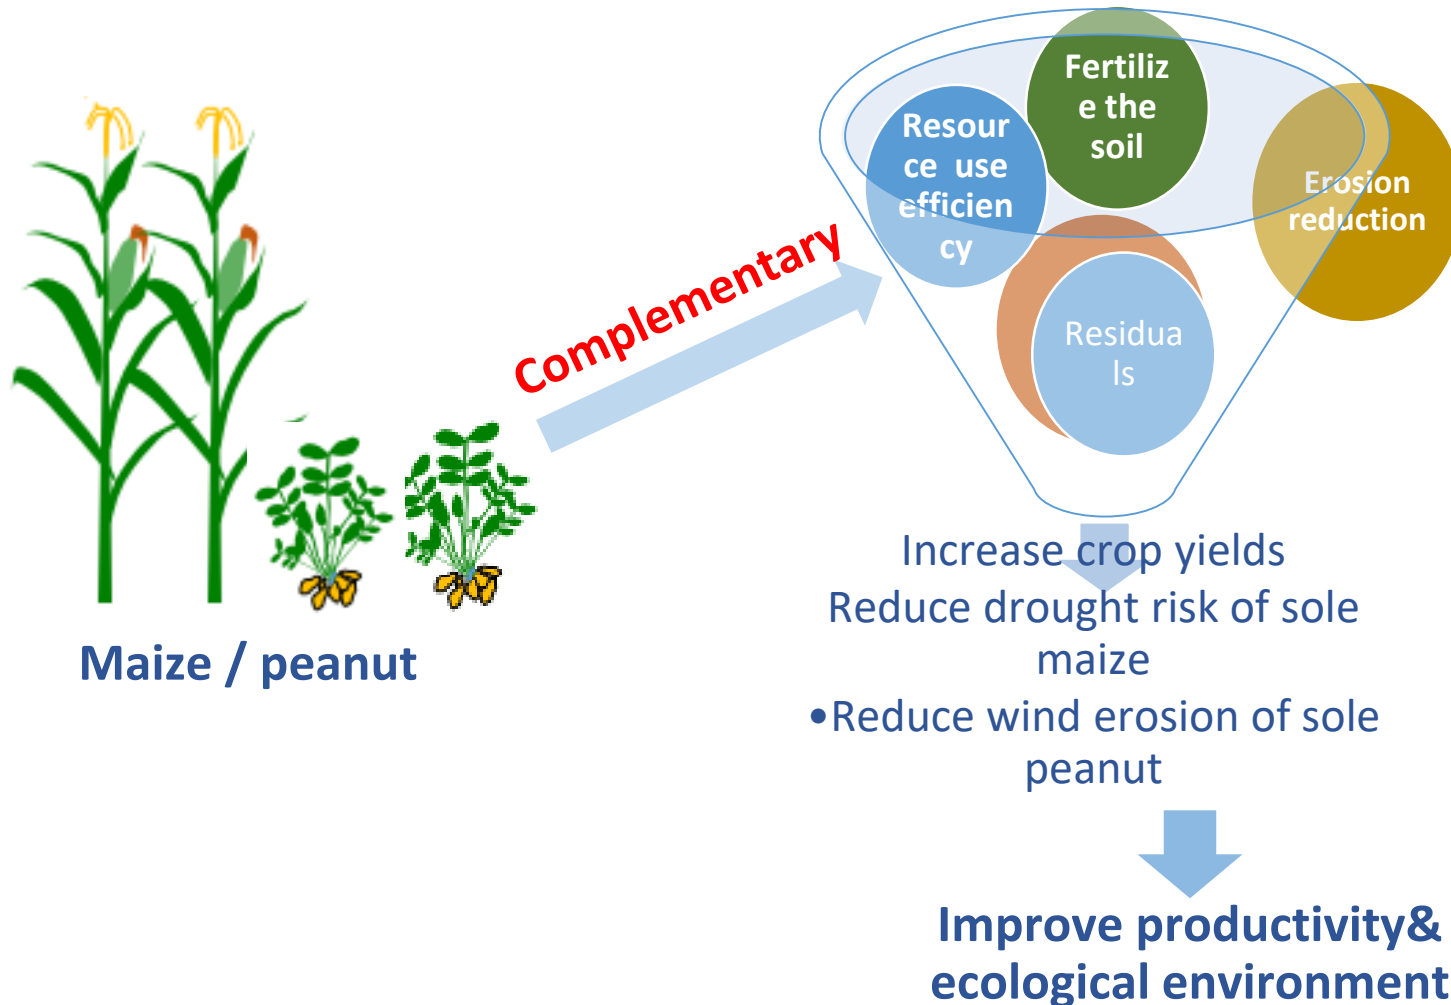 Maize / peanut
Complementary
Resour
ce use
efficien
cy
Fertiliz
e the
soil
Erosion
reduction
Residua
ls
Increase crop yields
Reduce drought risk of sole
maize
•Reduce wind erosion of sole
peanut
Improve productivity&
ecological environment